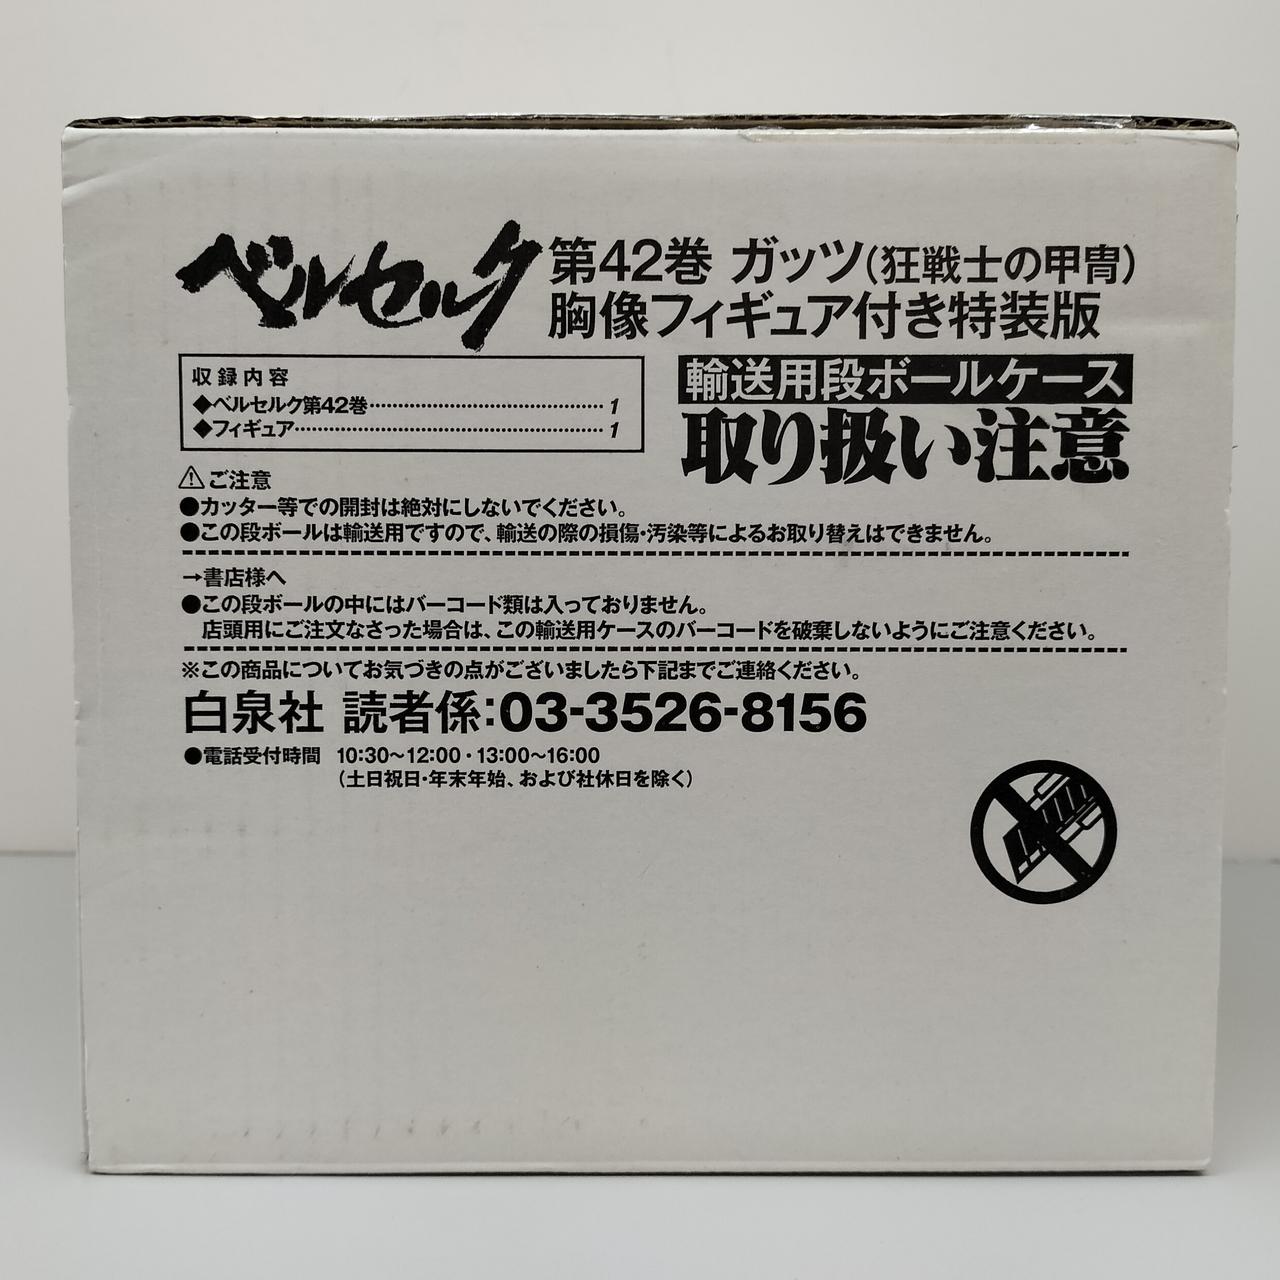 ベルセルク 第42巻 ガッツ(狂戦士の甲冑)
胸像フィギュア付き特装版
収録内容
◆ベルセルク第42巻……………………………1
◆フィギュア……………………………………1
輸送用段ボールケース
取り扱い注意
⚠ご注意
●カッター等での開封は絶対にしないでください。
●この段ボールは輸送用ですので、輸送の際の損傷・汚染等によるお取り替えはできません。
→書店様へ
●この段ボールの中にはバーコード類は入っておりません。
店頭用にご注文なさった場合は、この輸送用ケースのバーコードを破棄しないようにご注意ください。
※この商品についてお気づきの点がございましたら下記までご連絡ください。
白泉社 読者係:03-3526-8156
●電話受付時間 10:30〜12:00・13:00〜16:00
(土日祝日・年末年始、および社休日を除く)